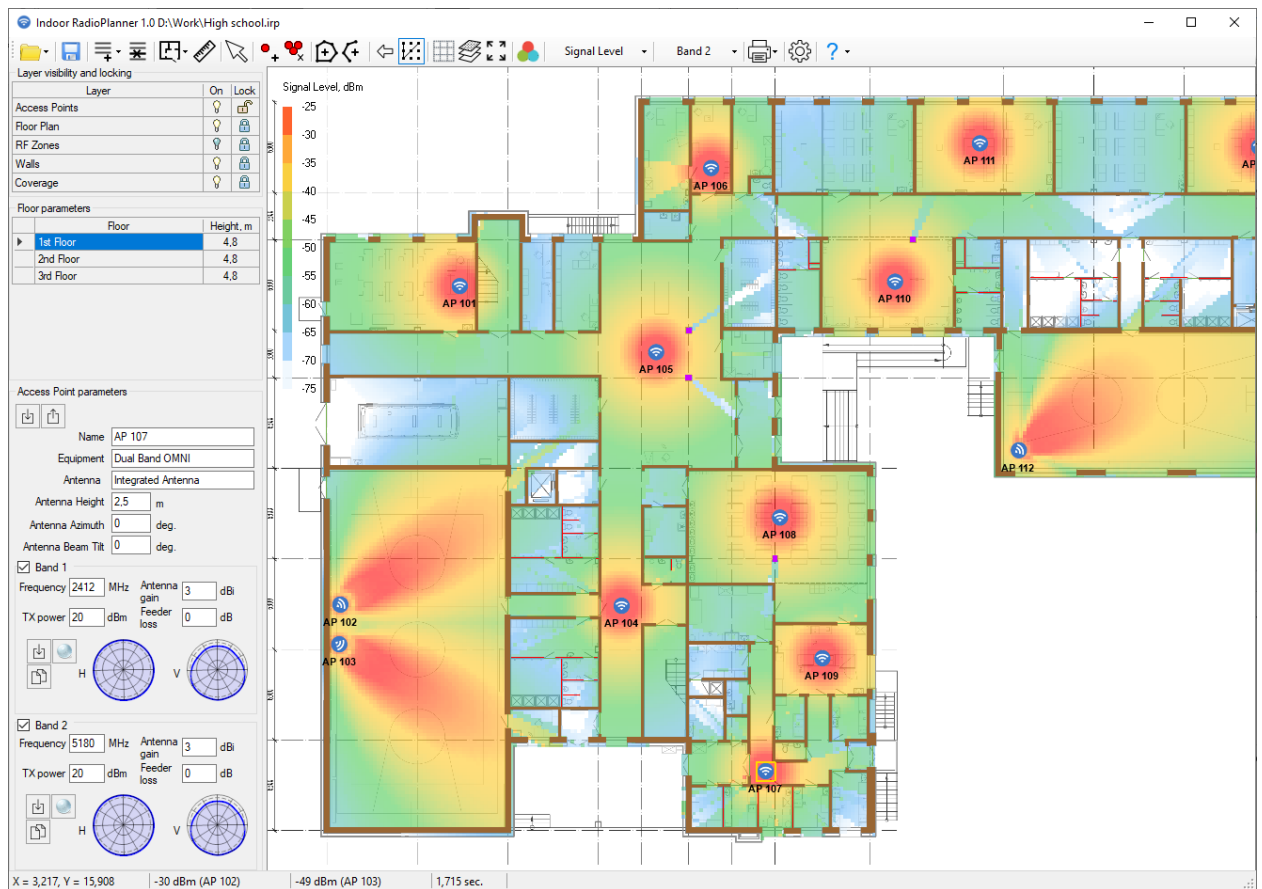 Indoor RadioPlanner 1.0 D:\Work\High school.irp
Signal Level
Band 2
?
Layer visibility and locking
Layer On Lock
Access Points
Floor Plan
RF Zones
Walls
Coverage
Floor parameters
Floor Height, m
1st Floor 4,8
2nd Floor 4,8
3rd Floor 4,8
Access Point parameters
Name AP 107
Equipment Dual Band OMNI
Antenna Integrated Antenna
Antenna Height 2,5 m
Antenna Azimuth 0 deg.
Antenna Beam Tilt 0 deg.
Band 1
Frequency 2412 MHz Antenna gain 3 dBi
TX power 20 dBm Feeder loss 0 dB
H V
Band 2
Frequency 5180 MHz Antenna gain 3 dBi
TX power 20 dBm Feeder loss 0 dB
H V
Signal Level, dBm
-25
-30
-35
-40
-45
-50
-55
-60
-65
-70
-75
AP 111
AP
AP 106
AP 110
AP 101
AP 105
AP 112
AP 108
AP 102
AP 104
AP 103
AP 109
AP 107
X = 3,217, Y = 15,908 -30 dBm (AP 102) -49 dBm (AP 103) 1,715 sec.